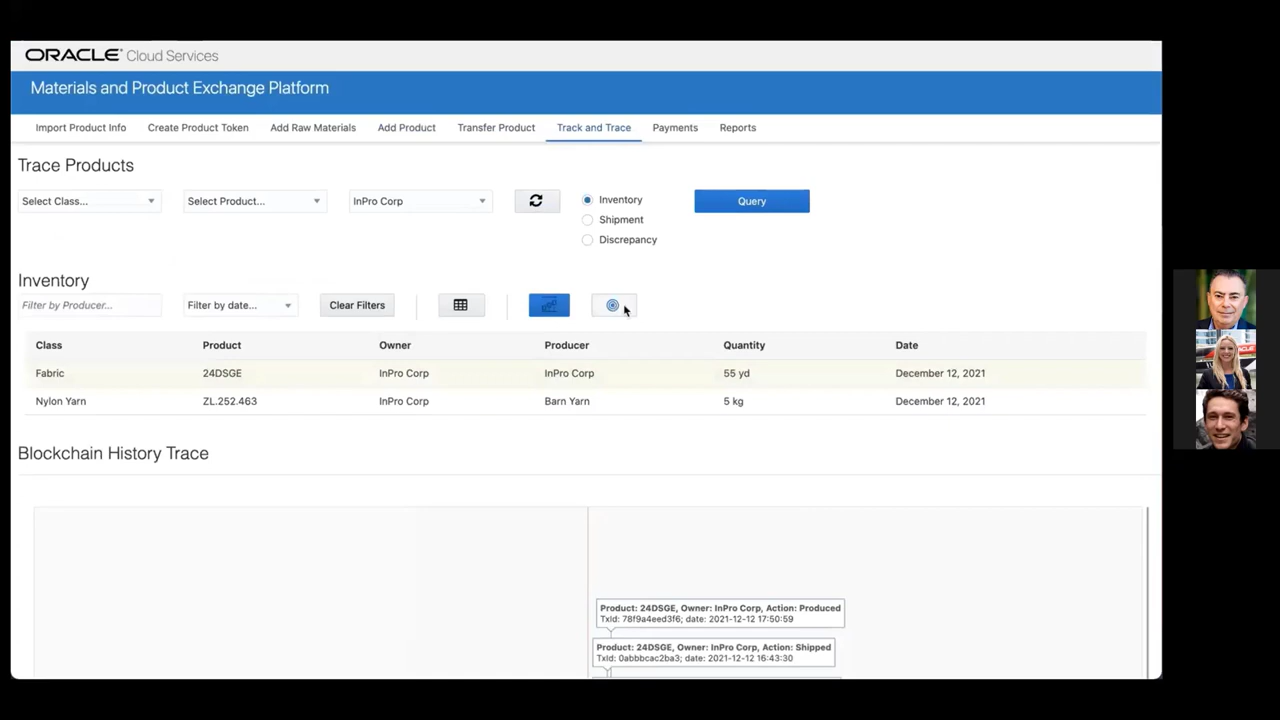 ORACLE® Cloud Services
Materials and Product Exchange Platform
Import Product Info Create Product Token Add Raw Materials Add Product Transfer Product Track and Trace Payments Reports
Trace Products
Select Class... Select Product... InPro Corp Inventory Query
Shipment
Discrepancy
Inventory
Filter by Producer... Filter by date... Clear Filters
Class Product Owner Producer Quantity Date
Fabric 24DSGE InPro Corp InPro Corp 55 yd December 12, 2021
Nylon Yarn ZL.252.463 InPro Corp Barn Yarn 5 kg December 12, 2021
Blockchain History Trace
Product: 24DSGE, Owner: InPro Corp, Action: Produced
TxId: 78f9a4eed3f6; date: 2021-12-12 17:50:59
Product: 24DSGE, Owner: InPro Corp, Action: Shipped
TxId: 0abbbcac2ba3; date: 2021-12-12 16:43:30